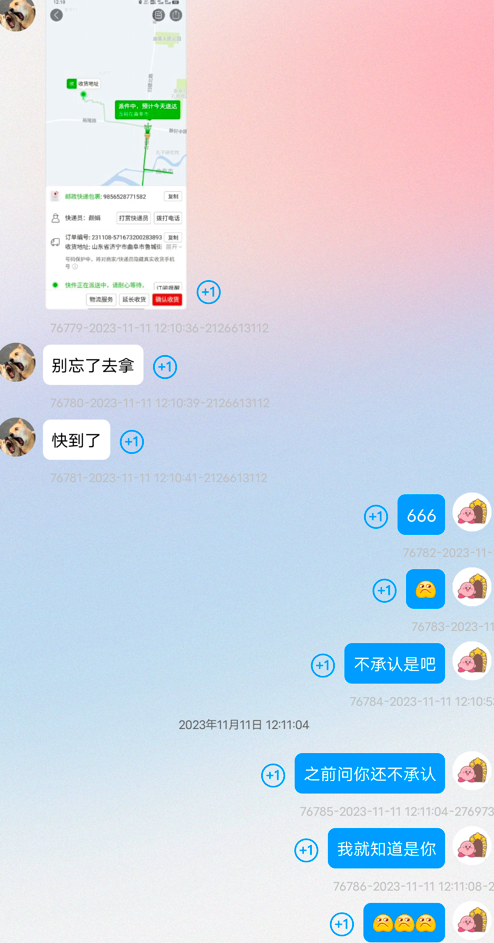 12:10
收货地址
派件中，预计今天送达
邮政快递包裹: 9856528771582
复制
快递员: 颜娟
打赏快递员
拨打电话
订单编号: 231108-571673200283893
复制
收货地址: 山东省济宁市曲阜市鲁城街
展开
号码保护中，核对商家/快递员隐藏真实收货手机号
快件正在派送中，请耐心等待，
订阅提醒
物流服务
延长收货
确认收货
+1
76779-2023-11-11 12:10:36-2126613112
别忘了去拿
+1
76780-2023-11-11 12:10:39-2126613112
快到了
+1
76781-2023-11-11 12:10:41-2126613112
+1
666
76782-2023-11-
+1
76783-2023-11
+1
不承认是吧
76784-2023-11-11 12:10:5
2023年11月11日 12:11:04
+1
之前问你还不承认
76785-2023-11-11 12:11:04-276973
+1
我就知道是你
76786-2023-11-11 12:11:08-2
+1